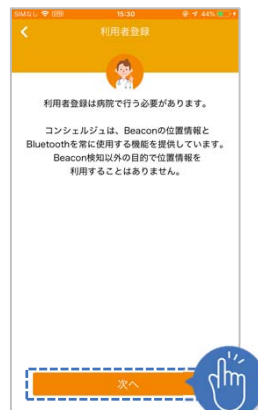 SIMなし 15:30 44%
利用者登録
利用者登録は病院で行う必要があります。
コンシェルジュは、Beaconの位置情報と
Bluetoothを常に使用する機能を提供しています。
Beacon検知以外の目的で位置情報を
利用することはありません。
次へ